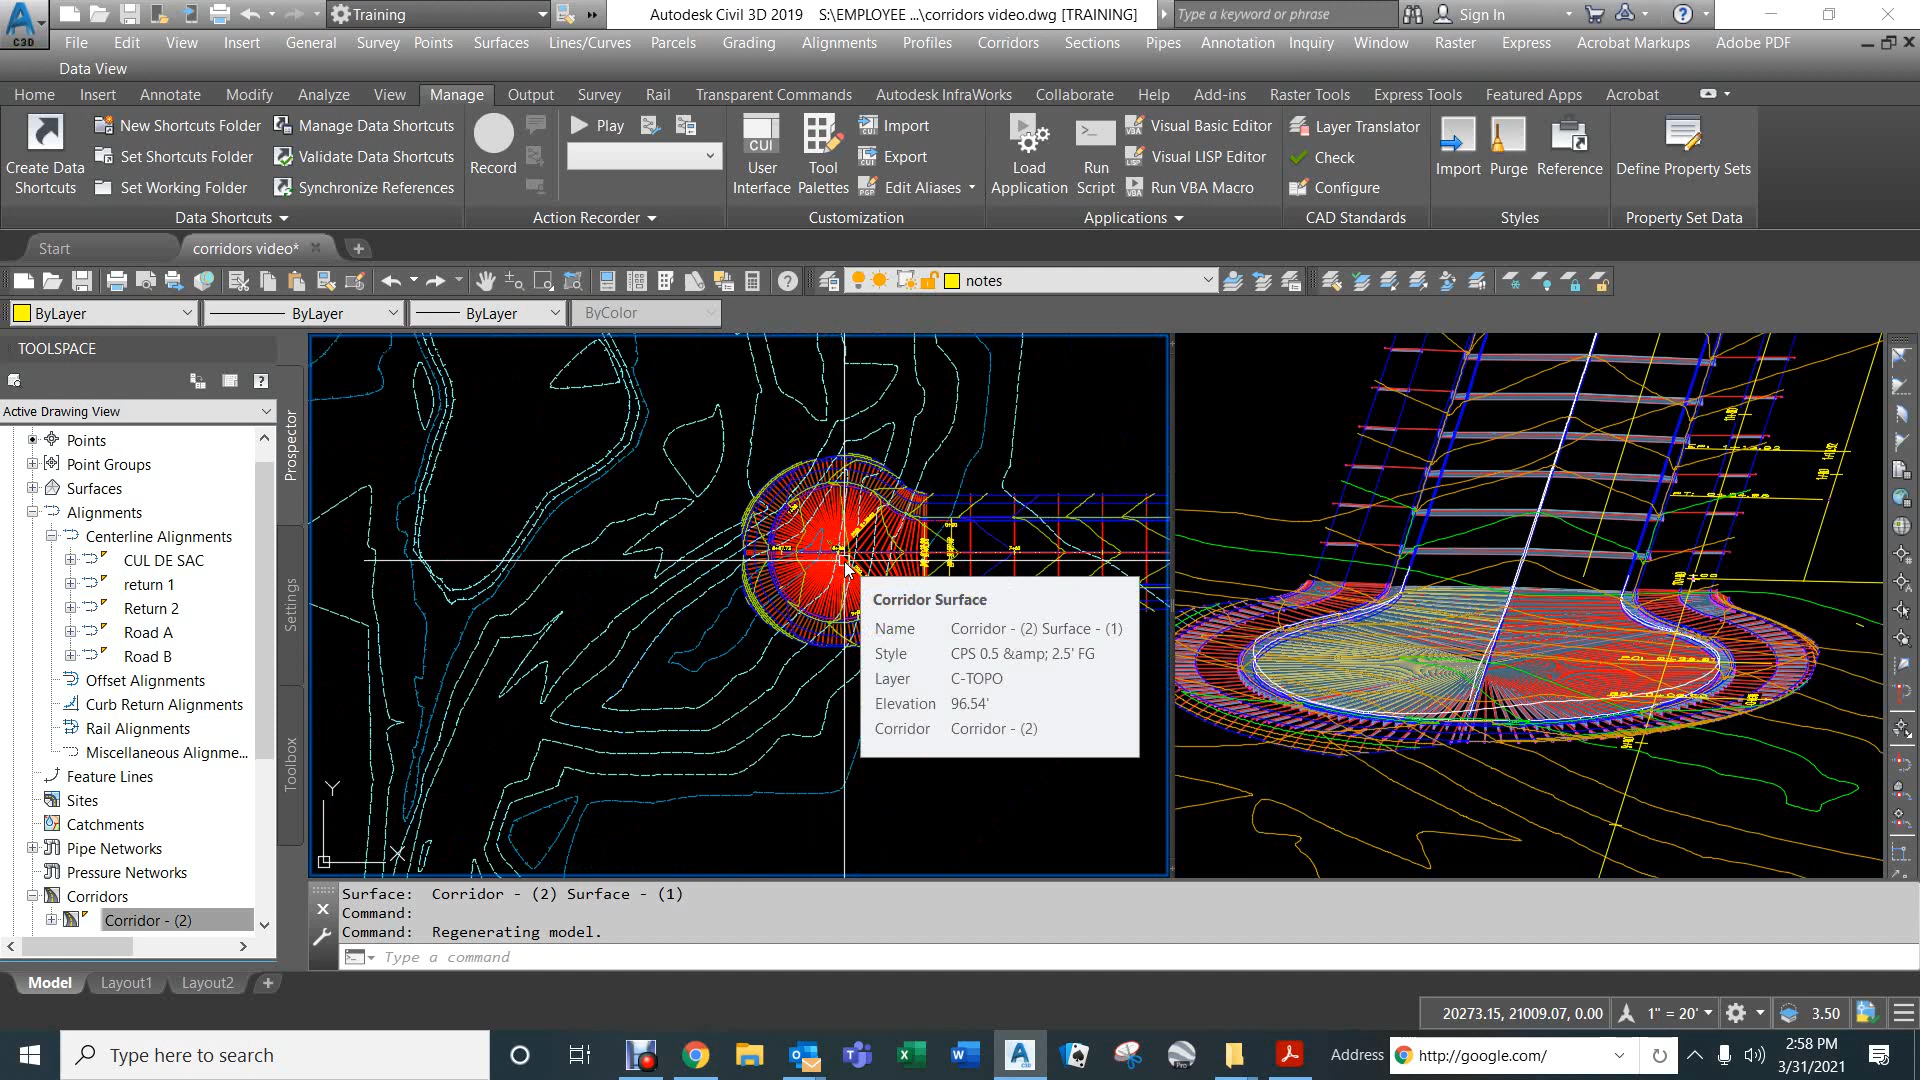 Training
Autodesk Civil 3D 2019 S:\EMPLOYEE ...\corridors video.dwg [TRAINING]
Type a keyword or phrase
Sign In
C3D
File Edit View Insert General Survey Points Surfaces Lines/Curves Parcels Grading Alignments Profiles Corridors Sections Pipes Annotation Inquiry Window Raster Express Acrobat Markups Adobe PDF
Data View
Home Insert Annotate Modify Analyze View Manage Output Survey Rail Transparent Commands Autodesk InfraWorks Collaborate Help Add-ins Raster Tools Express Tools Featured Apps Acrobat
Create Data Shortcuts
New Shortcuts Folder
Set Shortcuts Folder
Set Working Folder
Manage Data Shortcuts
Validate Data Shortcuts
Synchronize References
Data Shortcuts
Record
Play
Action Recorder
CUI
User Interface
Tool Palettes
Import
Export
Edit Aliases
Customization
Load Application
Run Script
Visual Basic Editor
Visual LISP Editor
Run VBA Macro
Applications
Layer Translator
Check
Configure
CAD Standards
Import
Purge
Reference
Styles
Define Property Sets
Property Set Data
Start
corridors video*
notes
ByLayer
ByLayer
ByLayer
ByColor
TOOLSPACE
Active Drawing View
Points
Point Groups
Surfaces
Alignments
Centerline Alignments
CUL DE SAC
return 1
Return 2
Road A
Road B
Offset Alignments
Curb Return Alignments
Rail Alignments
Miscellaneous Alignme...
Feature Lines
Sites
Catchments
Pipe Networks
Pressure Networks
Corridors
Corridor - (2)
Prospector
Settings
Toolbox
Corridor Surface
Name Corridor - (2) Surface - (1)
Style CPS 0.5 &amp; 2.5' FG
Layer C-TOPO
Elevation 96.54'
Corridor Corridor - (2)
Y
X
Surface: Corridor - (2) Surface - (1)
Command:
Command: Regenerating model.
Type a command
Model
Layout1
Layout2
20273.15, 21009.07, 0.00
1" = 20'
3.50
Type here to search
Address
http://google.com/
2:58 PM
3/31/2021